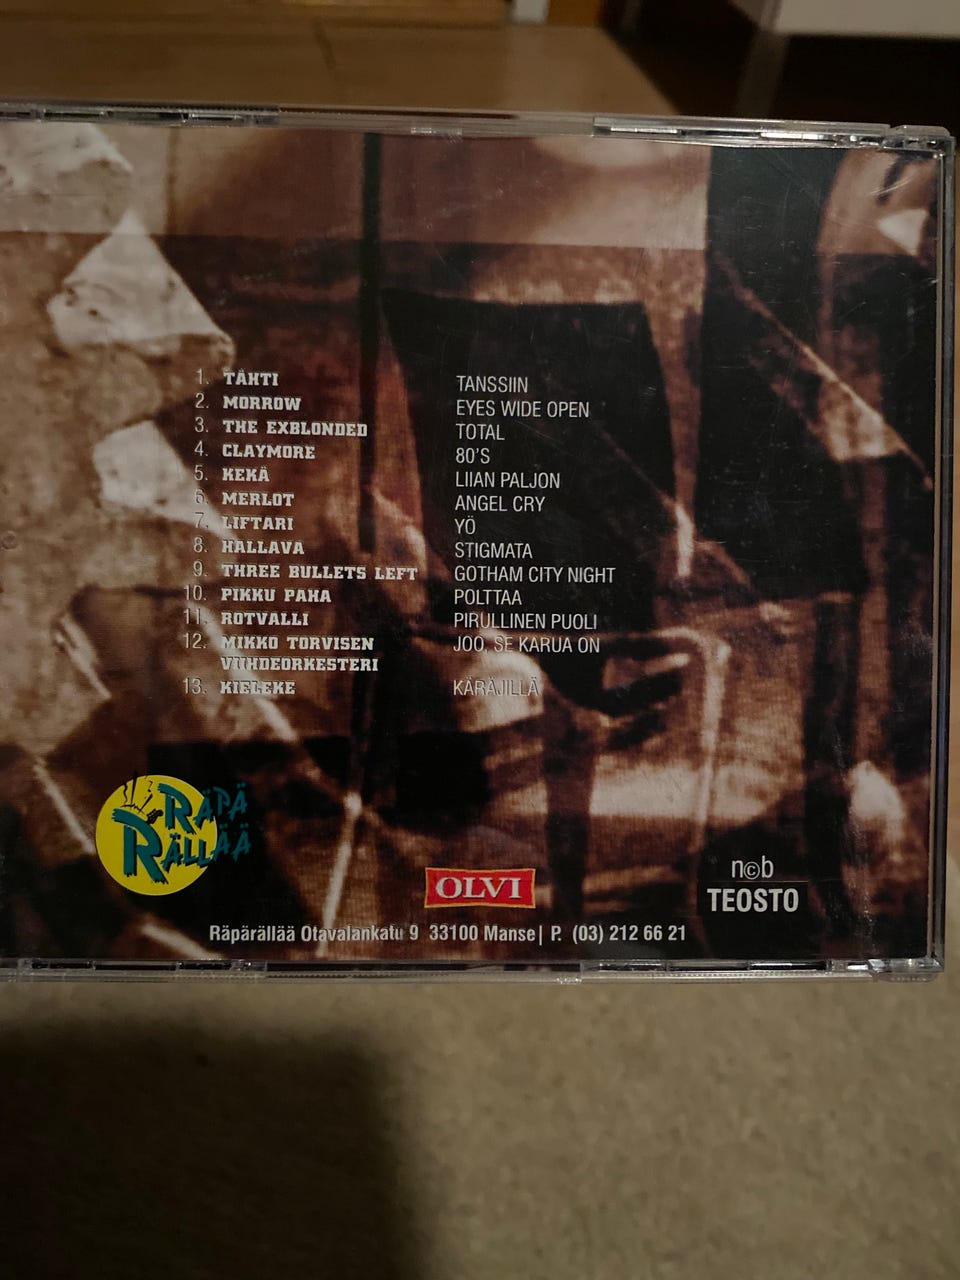 1. TÄHTI TANSSIIN
2. MORROW EYES WIDE OPEN
3. THE EXBLONDED TOTAL
4. CLAYMORE 80'S
5. KEKÄ LIIAN PALJON
6. MERLOT ANGEL CRY
7. LIFTARI YÖ
8. HALLAVA STIGMATA
9. THREE BULLETS LEFT GOTHAM CITY NIGHT
10. PIKKU PAHA POLTTAA
11. ROTVALLI PIRULLINEN PUOLI
12. MIKKO TORVISEN JOO, SE KARUA ON
VIIHDEORKESTERI
13. KIELEKE KÄRÄJILLÄ
RÄPÄ
RÄLLÄÄ
OLVI
n©b
TEOSTO
Räpärällää Otavalankatu 9 33100 Manse| P. (03) 212 66 21